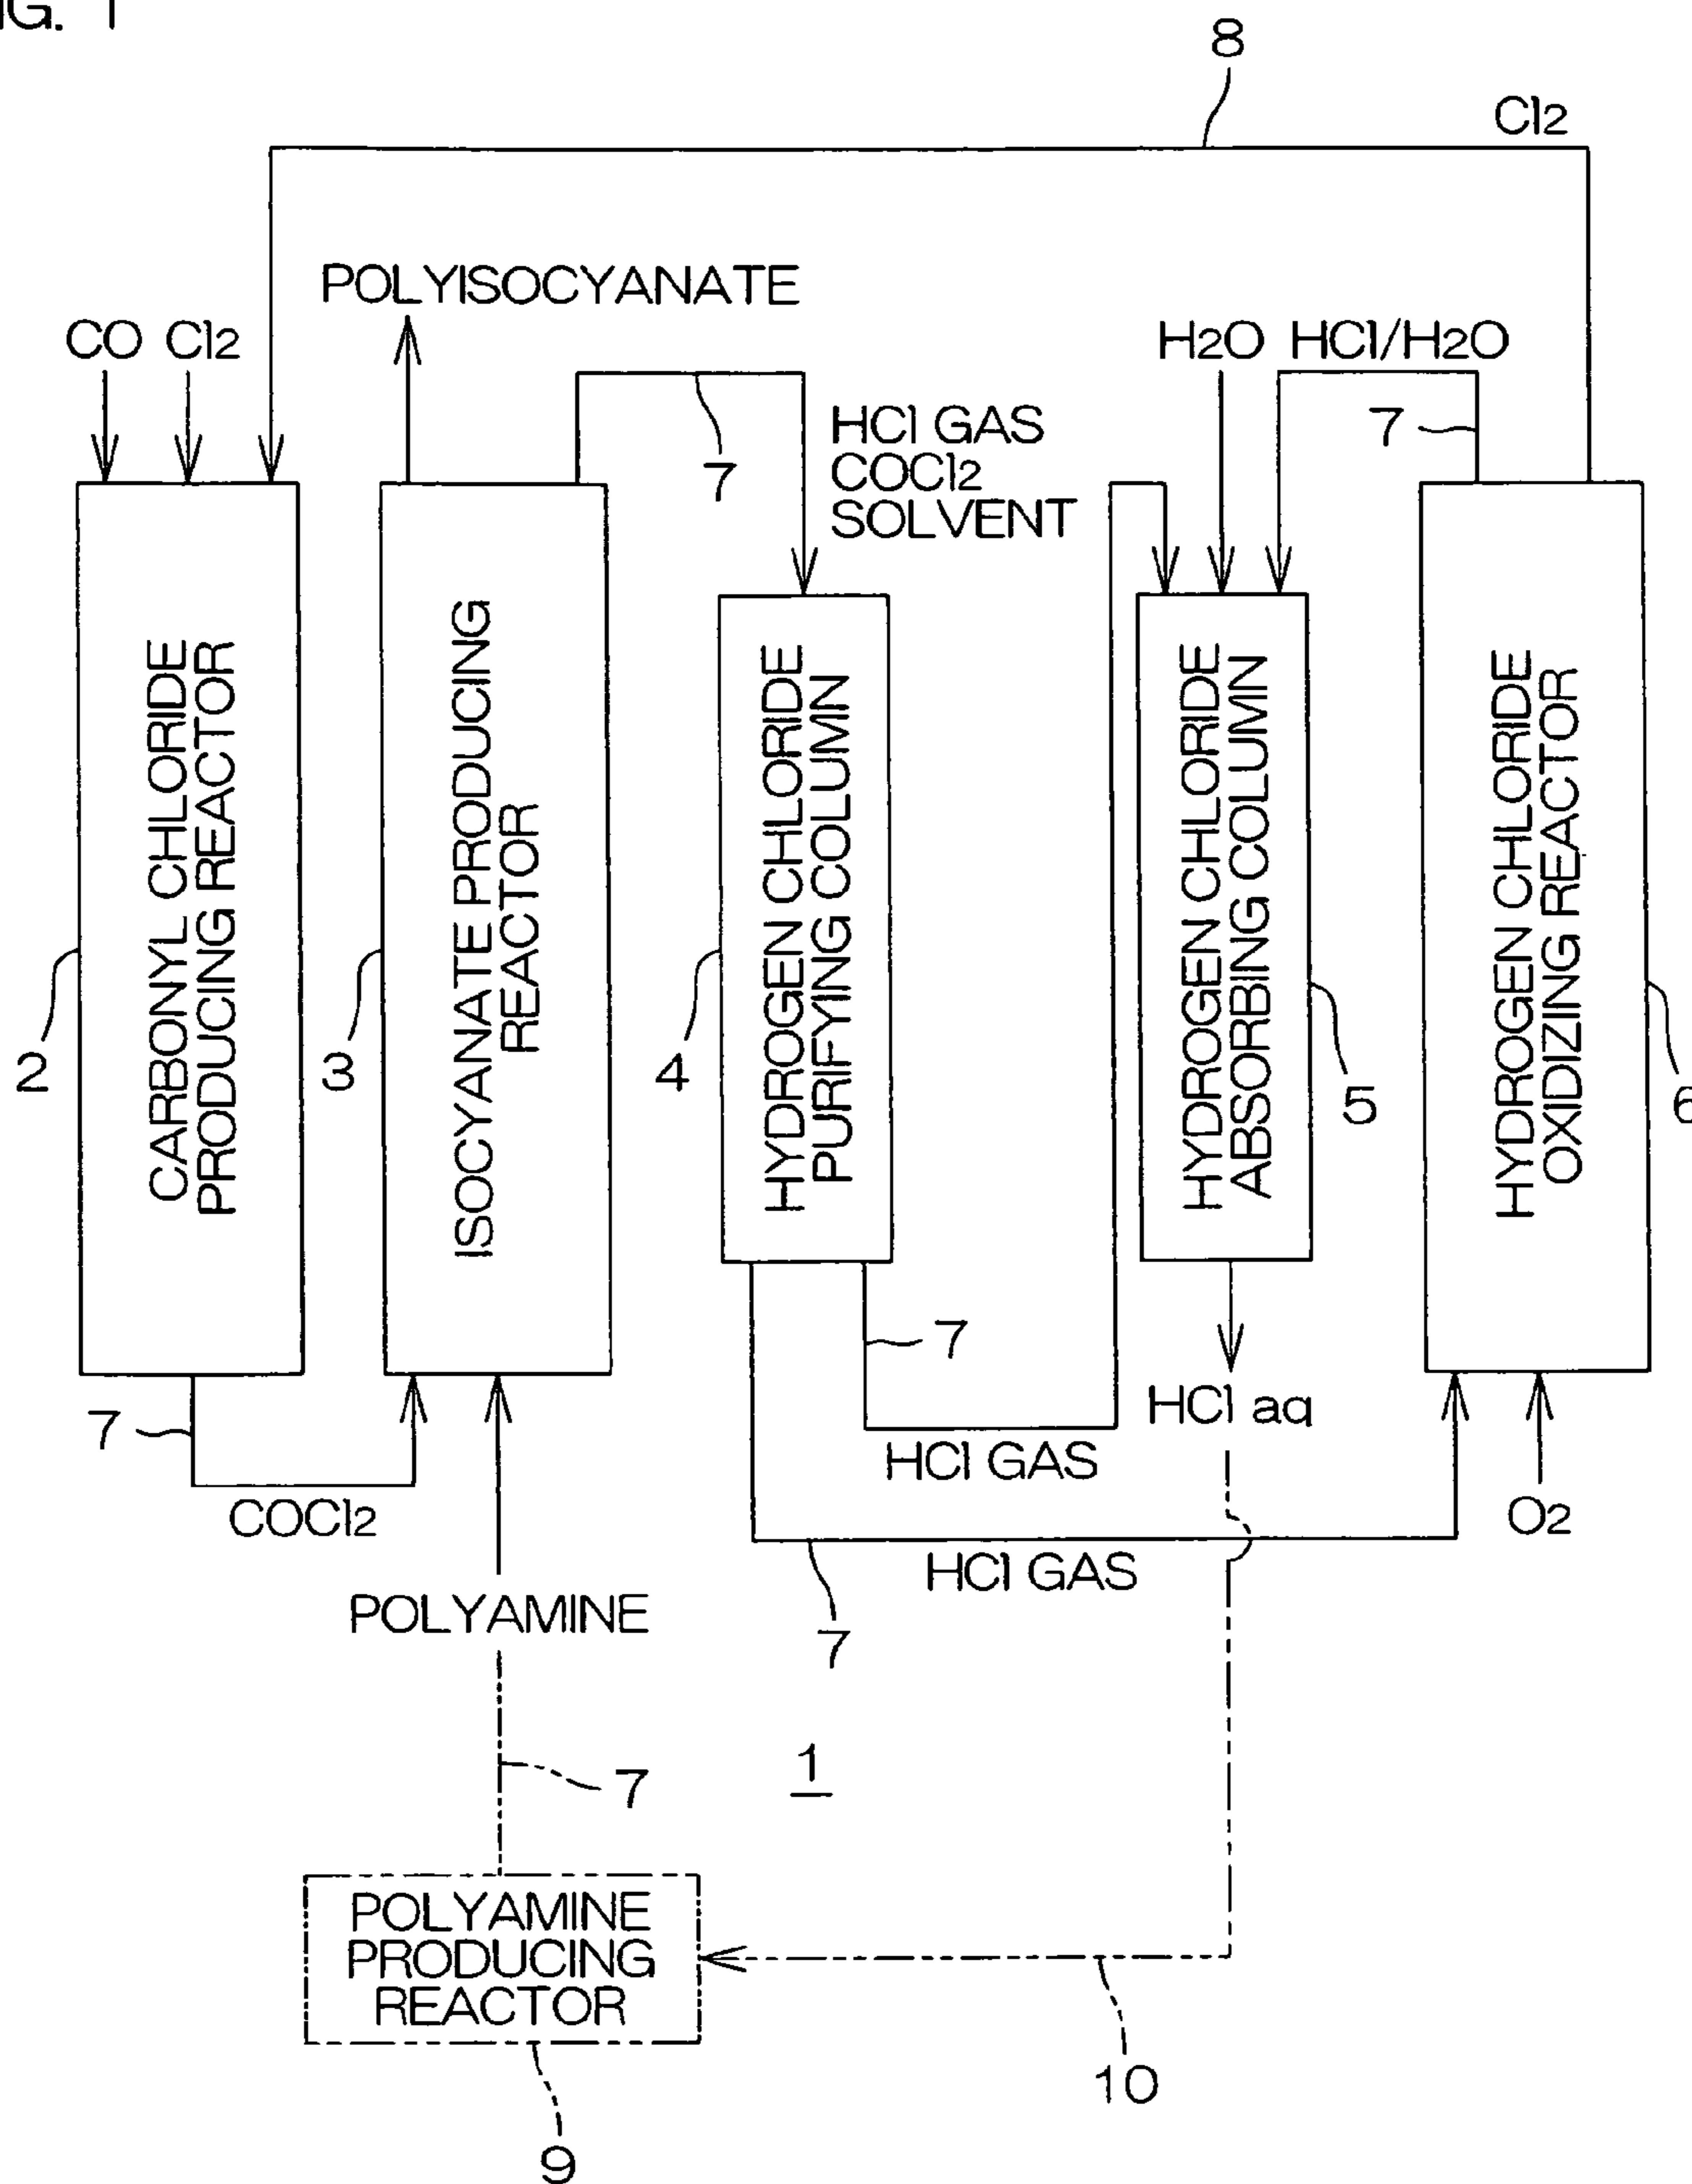 FIG. 1
8
Cl2
POLYISOCYANATE
CO Cl2
H2O HCl/H2O
7
7
HCl GAS
COCl2
SOLVENT
CARBONYL CHLORIDE
PRODUCING REACTOR
ISOCYANATE PRODUCING
REACTOR
HYDROGEN CHLORIDE
PURIFYING COLUMN
HYDROGEN CHLORIDE
ABSORBING COLUMN
HYDROGEN CHLORIDE
OXIDIZING REACTOR
2
3
4
5
6
7
7
HCl aq
HCl GAS
COCl2
O2
HCl GAS
POLYAMINE
7
1
7
POLYAMINE
PRODUCING
REACTOR
10
9